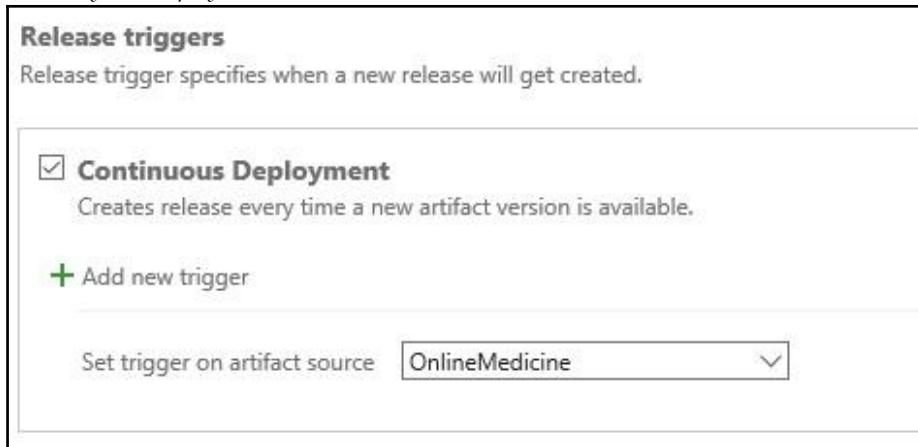 Release triggers
Release trigger specifies when a new release will get created.
Continuous Deployment
Creates release every time a new artifact version is available.
+ Add new trigger
Set trigger on artifact source OnlineMedicine